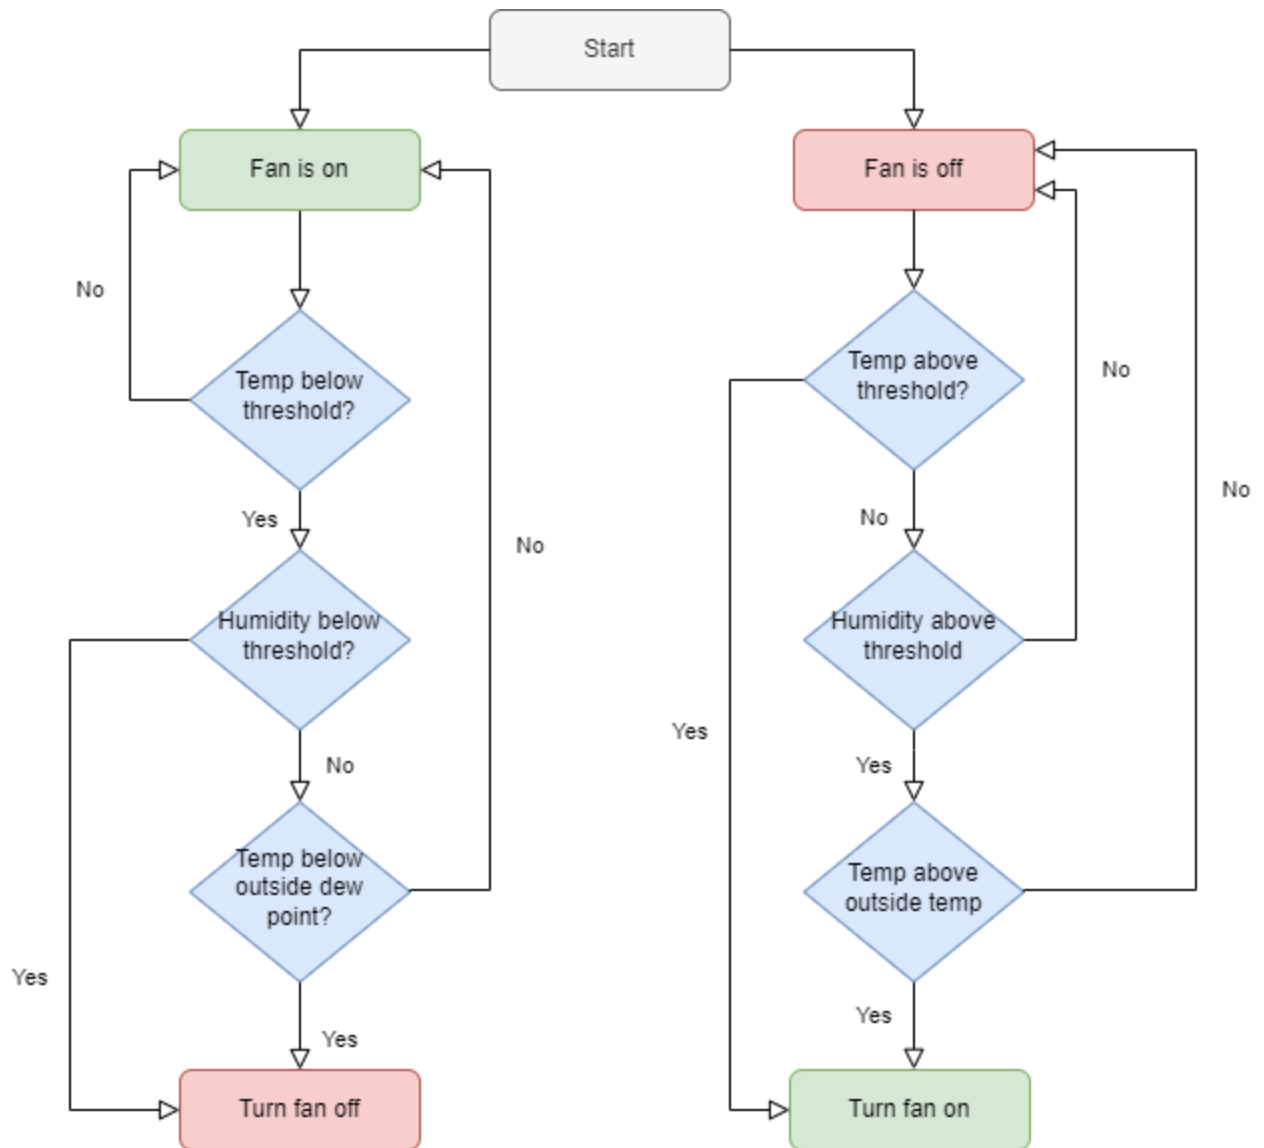 Start
Fan is on
Fan is off
No
Temp below
threshold?
Temp above
threshold?
No
No
Yes
No
No
Humidity below
threshold?
Humidity above
threshold
Yes
No
Yes
Temp below
outside dew
point?
Temp above
outside temp
Yes
Yes
Yes
Turn fan off
Turn fan on